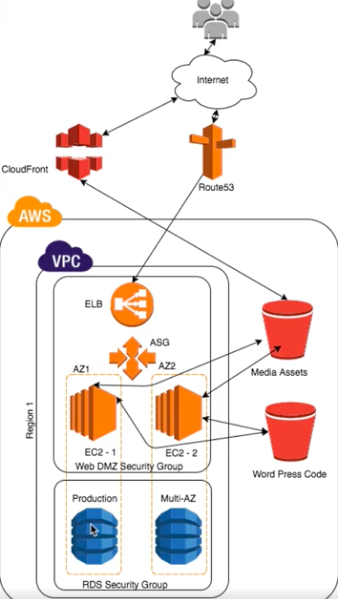 Internet
CloudFront
Route53
AWS
VPC
ELB
ASG
AZ1
AZ2
Media Assets
Region 1
EC2 - 1
EC2 - 2
Web DMZ Security Group
Word Press Code
Production
Multi-AZ
RDS Security Group